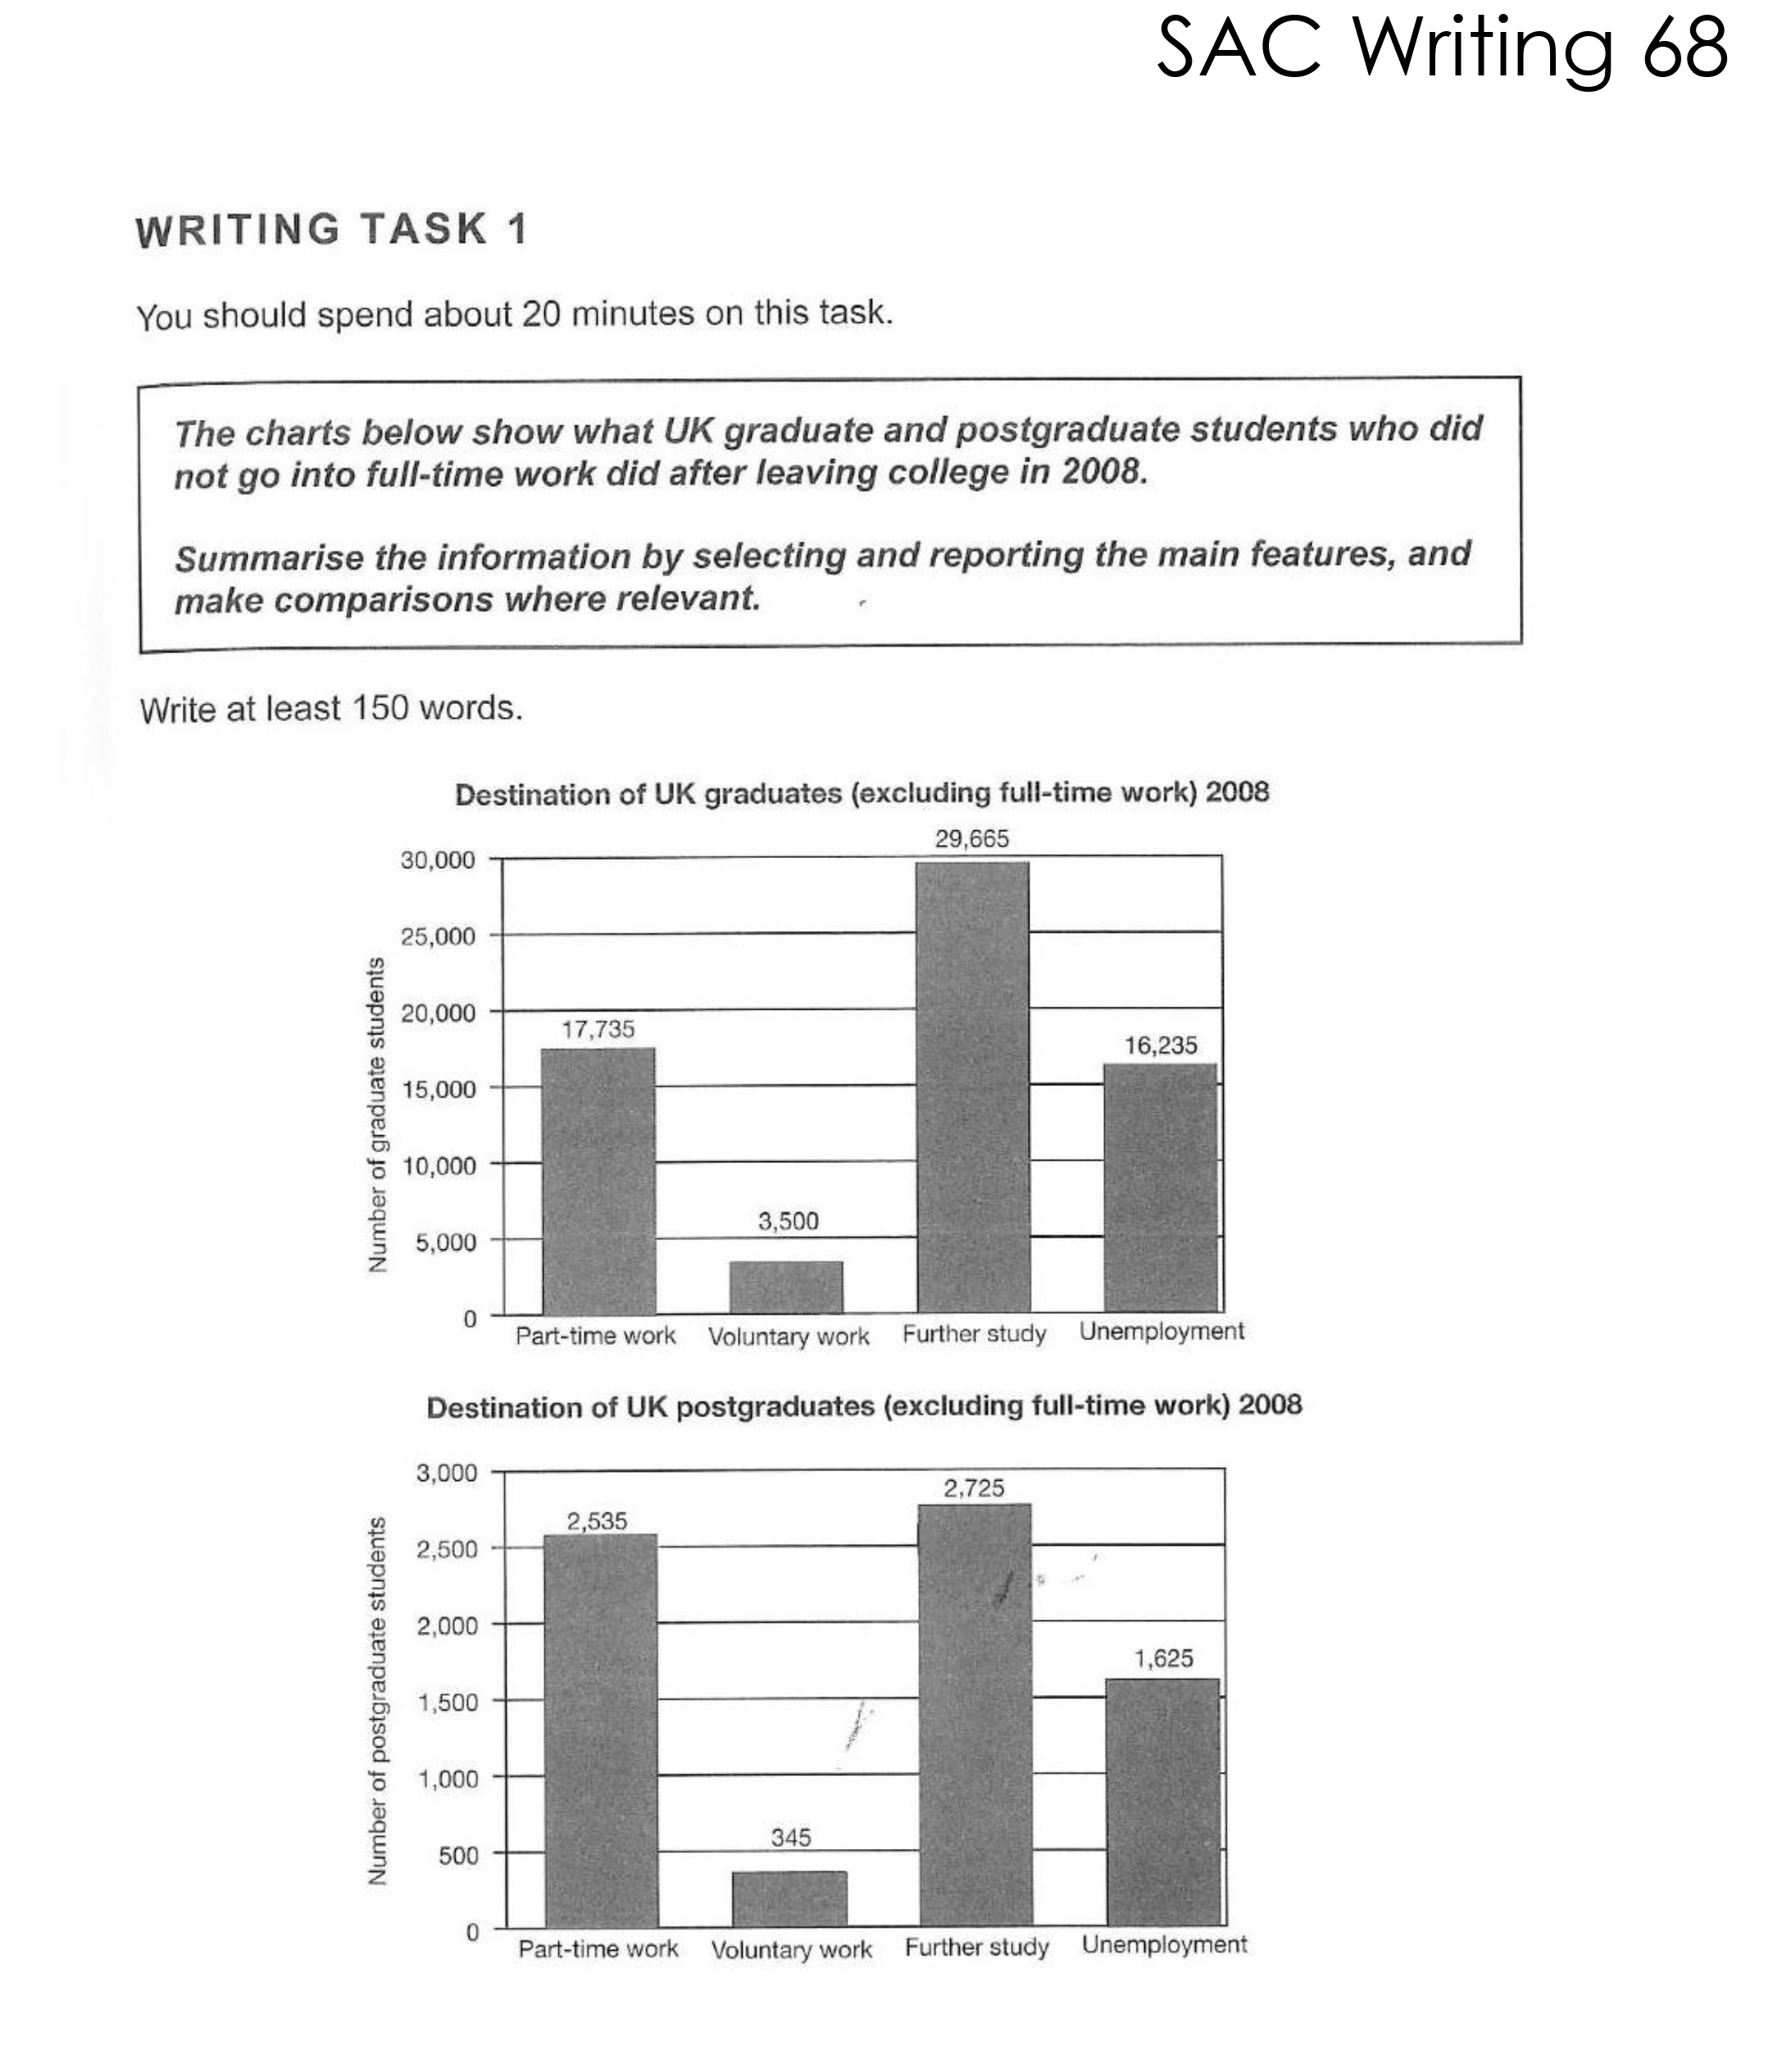 SAC Writing 68
WRITING TASK 1
You should spend about 20 minutes on this task.
The charts below show what UK graduate and postgraduate students who did
not go into full-time work did after leaving college in 2008.
Summarise the information by selecting and reporting the main features, and
make comparisons where relevant.
Write at least 150 words.
Destination of UK graduates (excluding full-time work) 2008
Number of graduate students
30,000
25,000
20,000
15,000
10,000
5,000
0
17,735
3,500
29,665
16,235
Part-time work
Voluntary work
Further study
Unemployment
Destination of UK postgraduates (excluding full-time work) 2008
Number of postgraduate students
3,000
2,500
2,000
1,500
1,000
500
0
2,535
345
2,725
1,625
Part-time work
Voluntary work
Further study
Unemployment